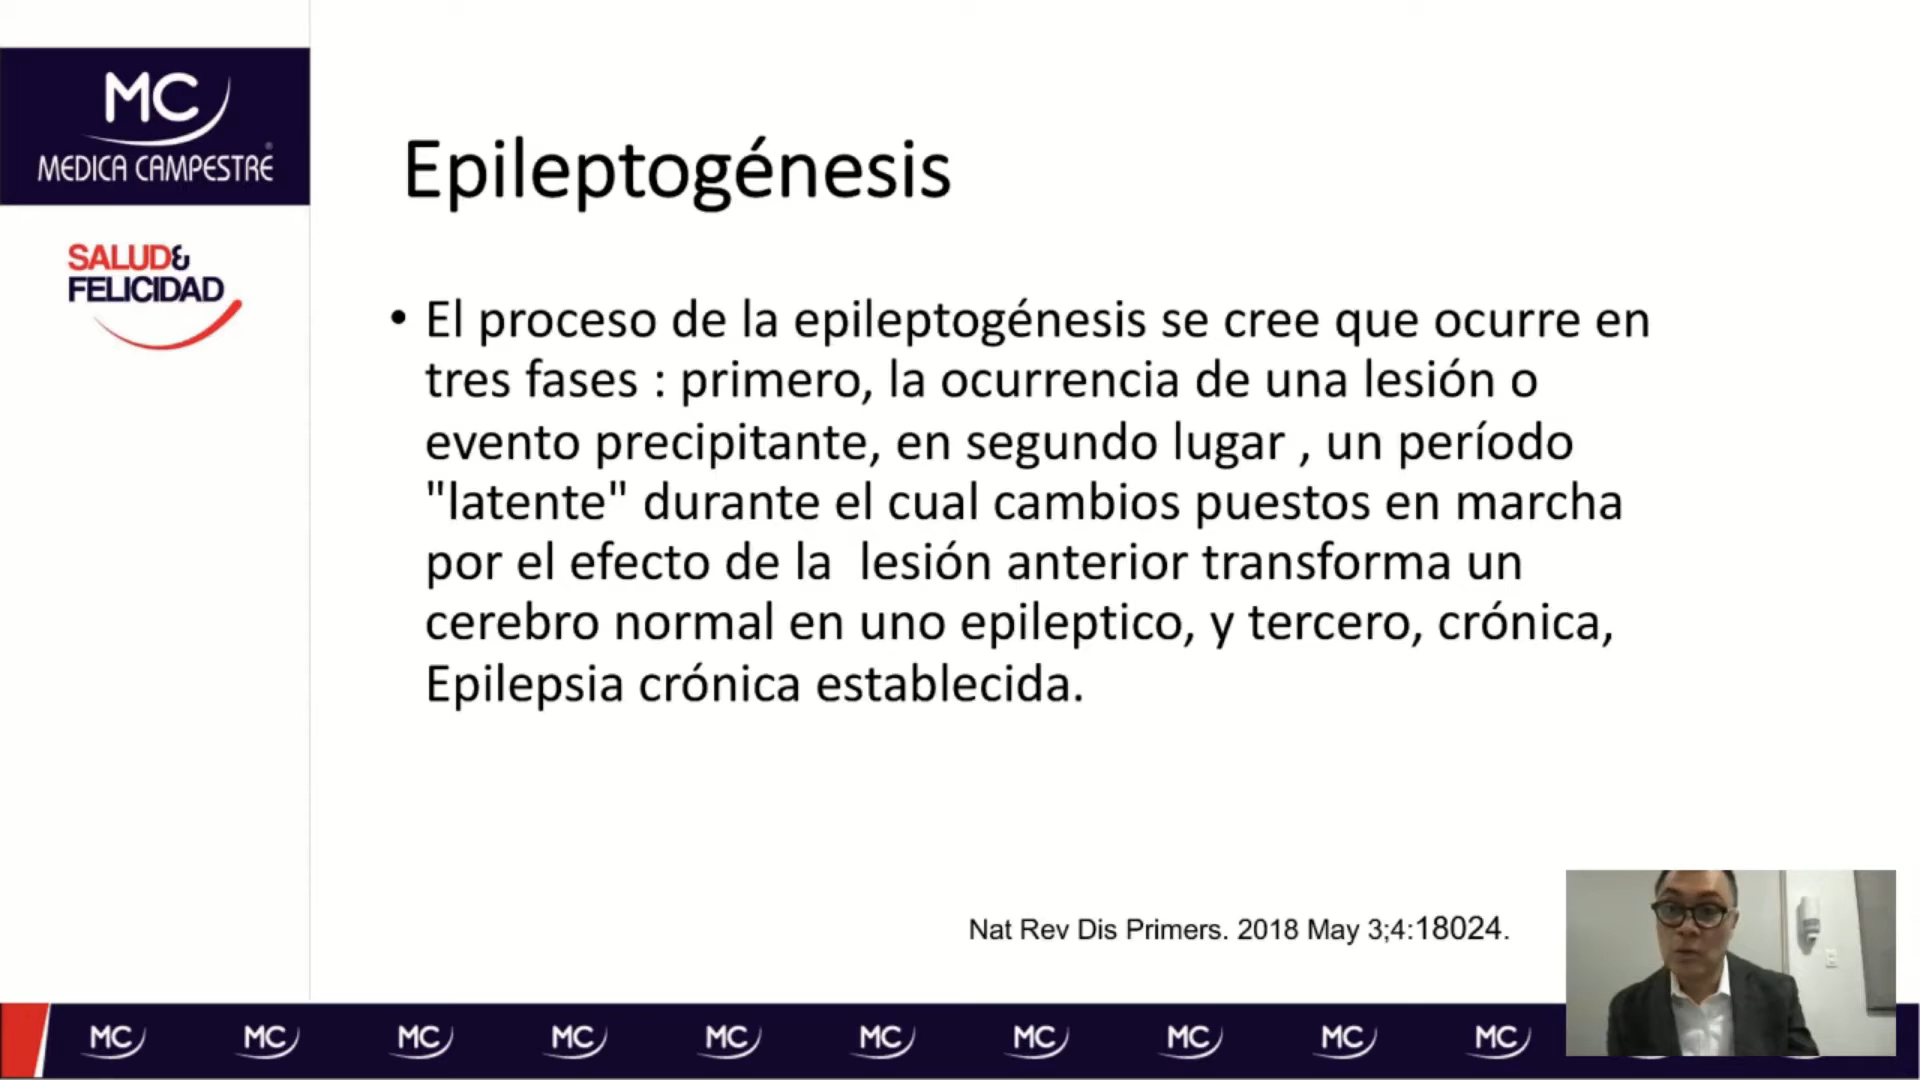 MC
MEDICA CAMPESTRE®
SALUD&
FELICIDAD
Epileptogénesis
• El proceso de la epileptogénesis se cree que ocurre en
tres fases : primero, la ocurrencia de una lesión o
evento precipitante, en segundo lugar , un período
"latente" durante el cual cambios puestos en marcha
por el efecto de la  lesión anterior transforma un
cerebro normal en uno epileptico, y tercero, crónica,
Epilepsia crónica establecida.
Nat Rev Dis Primers. 2018 May 3;4:18024.
MC MC MC MC MC MC MC MC MC MC